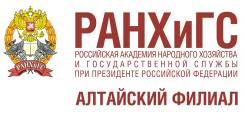 РАНХиГС
РОССИЙСКАЯ АКАДЕМИЯ НАРОДНОГО ХОЗЯЙСТВА
И ГОСУДАРСТВЕННОЙ СЛУЖБЫ
ПРИ ПРЕЗИДЕНТЕ РОССИЙСКОЙ ФЕДЕРАЦИИ
АЛТАЙСКИЙ ФИЛИАЛ